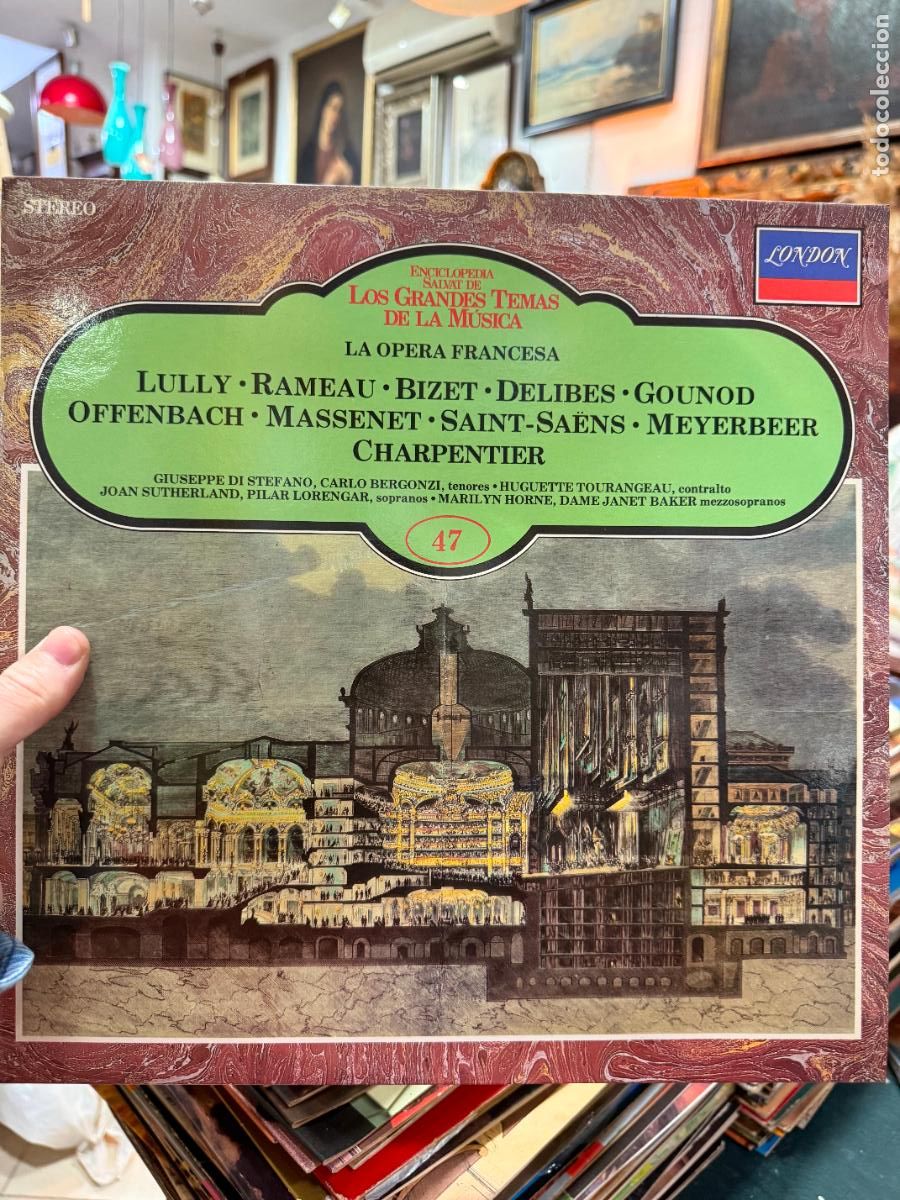 STEREO
LONDON
ENCICLOPEDIA
SALVAT DE
LOS GRANDES TEMAS
DE LA MÚSICA
LA OPERA FRANCESA
LULLY • RAMEAU • BIZET • DELIBES • GOUNOD
OFFENBACH • MASSENET • SAINT-SAËNS • MEYERBEER
CHARPENTIER
GIUSEPPE DI STEFANO, CARLO BERGONZI, tenores • HUGUETTE TOURANGEAU, contralto
JOAN SUTHERLAND, PILAR LORENGAR, sopranos • MARILYN HORNE, DAME JANET BAKER mezzosopranos
47
todocoleccion